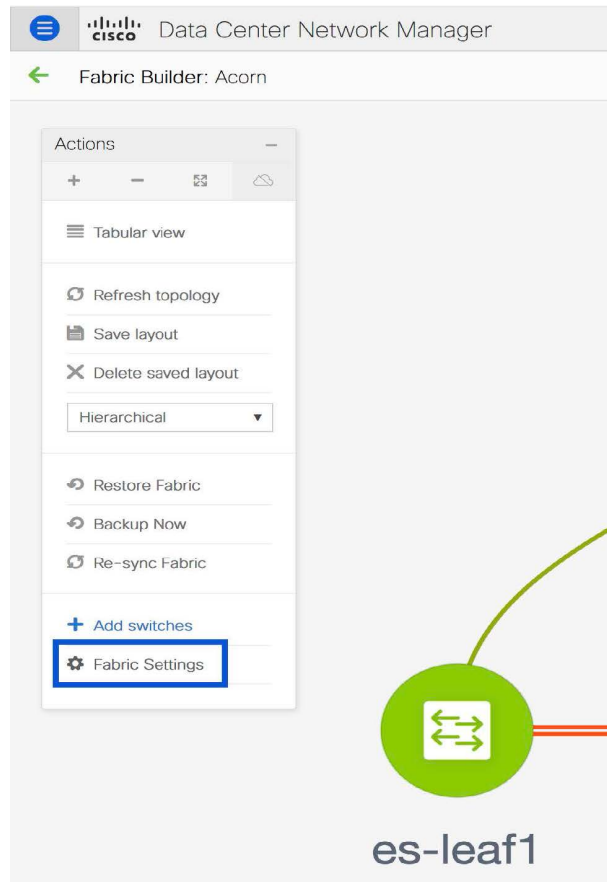 cisco Data Center Network Manager
Fabric Builder: Acorn
Actions
Tabular view
Refresh topology
Save layout
Delete saved layout
Hierarchical
Restore Fabric
Backup Now
Re-sync Fabric
Add switches
Fabric Settings
es-leaf1